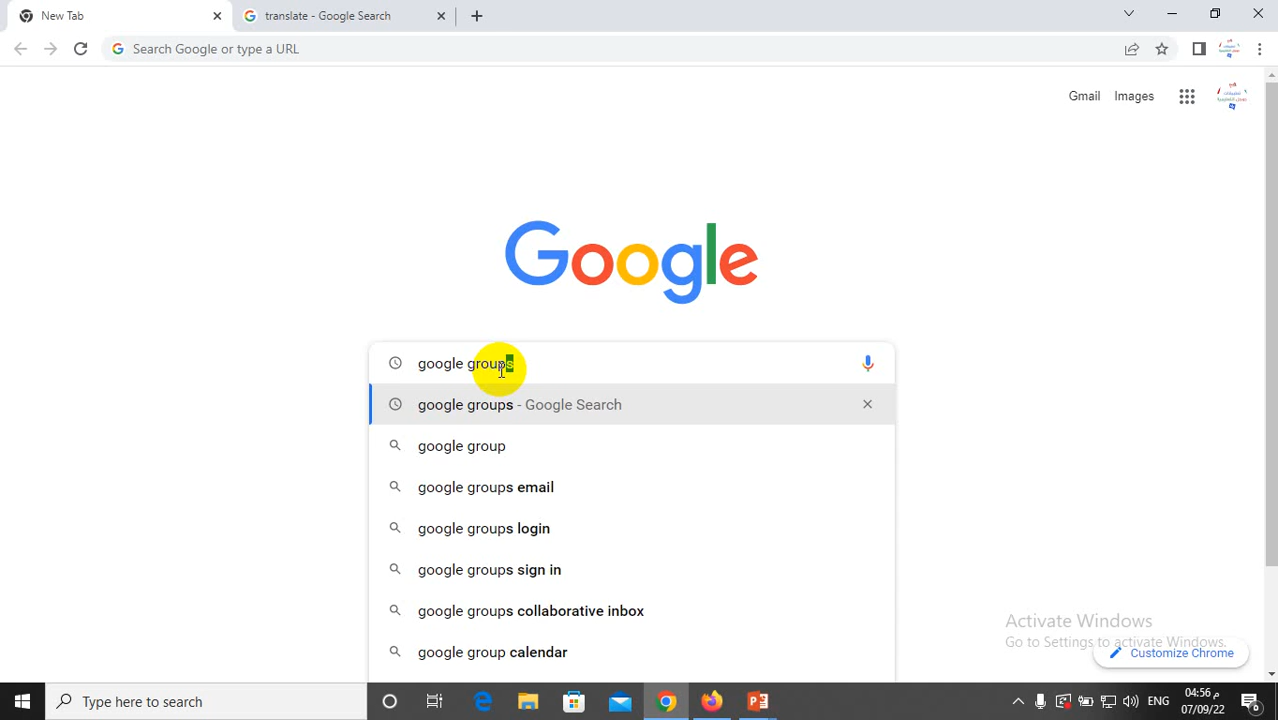 New Tab
translate - Google Search
Search Google or type a URL
Gmail
Images
Google
google groups
google groups - Google Search
google group
google groups email
google groups login
google groups sign in
google groups collaborative inbox
google group calendar
Activate Windows
Go to Settings to activate Windows.
Customize Chrome
Type here to search
ENG
04:56 م
07/09/22